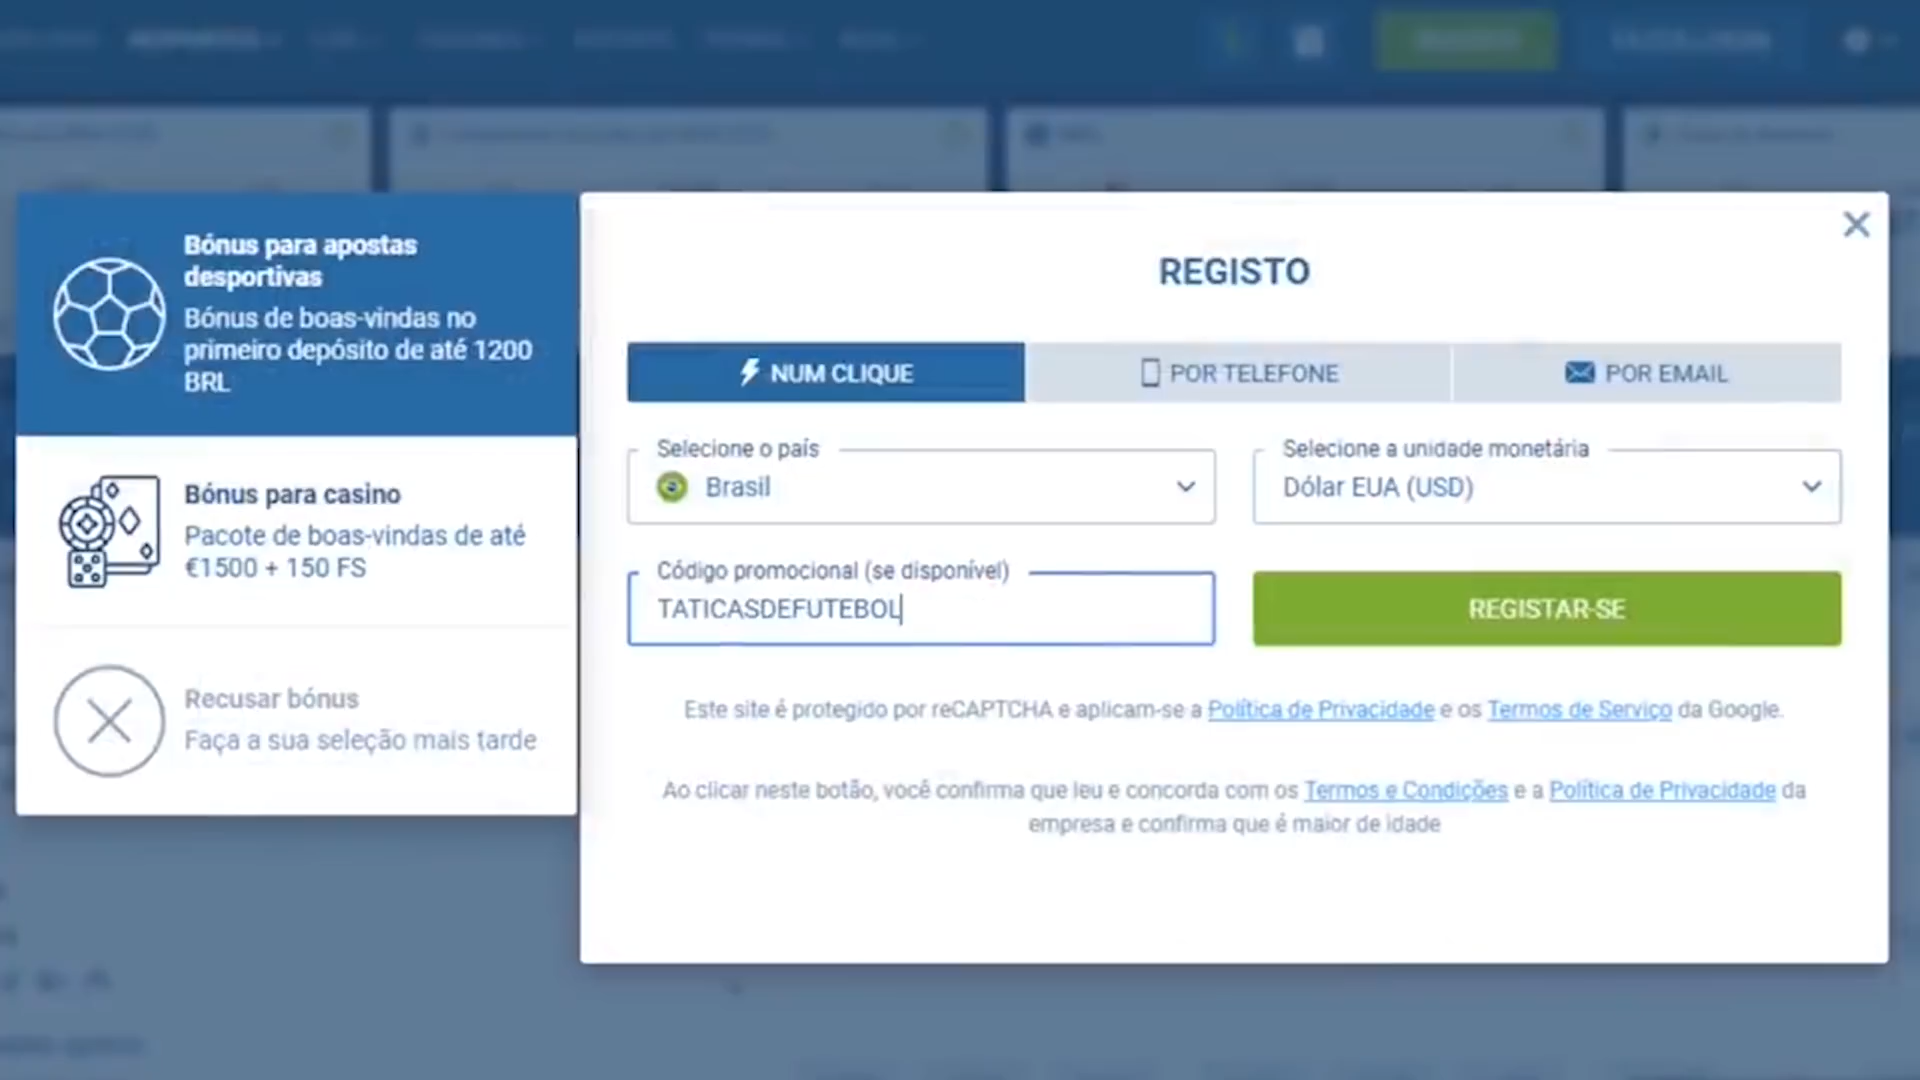 Bónus para apostas
desportivas
Bónus de boas-vindas no
primeiro depósito de até 1200
BRL
Bónus para casino
Pacote de boas-vindas de até
€1500 + 150 FS
Recusar bónus
Faça a sua seleção mais tarde
REGISTO
NUM CLIQUE
POR TELEFONE
POR EMAIL
Selecione o país
Brasil
Selecione a unidade monetária
Dólar EUA (USD)
Código promocional (se disponível)
TATICASDEFUTEBOL
REGISTAR-SE
Este site é protegido por reCAPTCHA e aplicam-se a Política de Privacidade e os Termos de Serviço da Google.
Ao clicar neste botão, você confirma que leu e concorda com os Termos e Condições e a Política de Privacidade da
empresa e confirma que é maior de idade